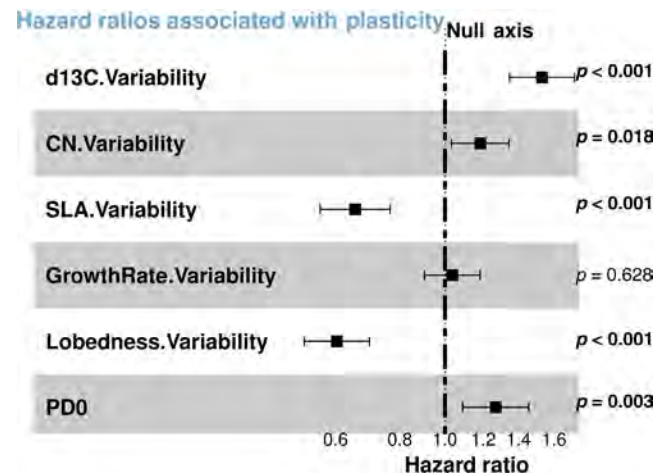 Hazard ratios associated with plasticity
Null axis
d13C.Variability p < 0.001
CN.Variability p = 0.018
SLA.Variability p < 0.001
GrowthRate.Variability p = 0.628
Lobedness.Variability p < 0.001
PD0 p = 0.003
0.6 0.8 1.0 1.2 1.4 1.6
Hazard ratio